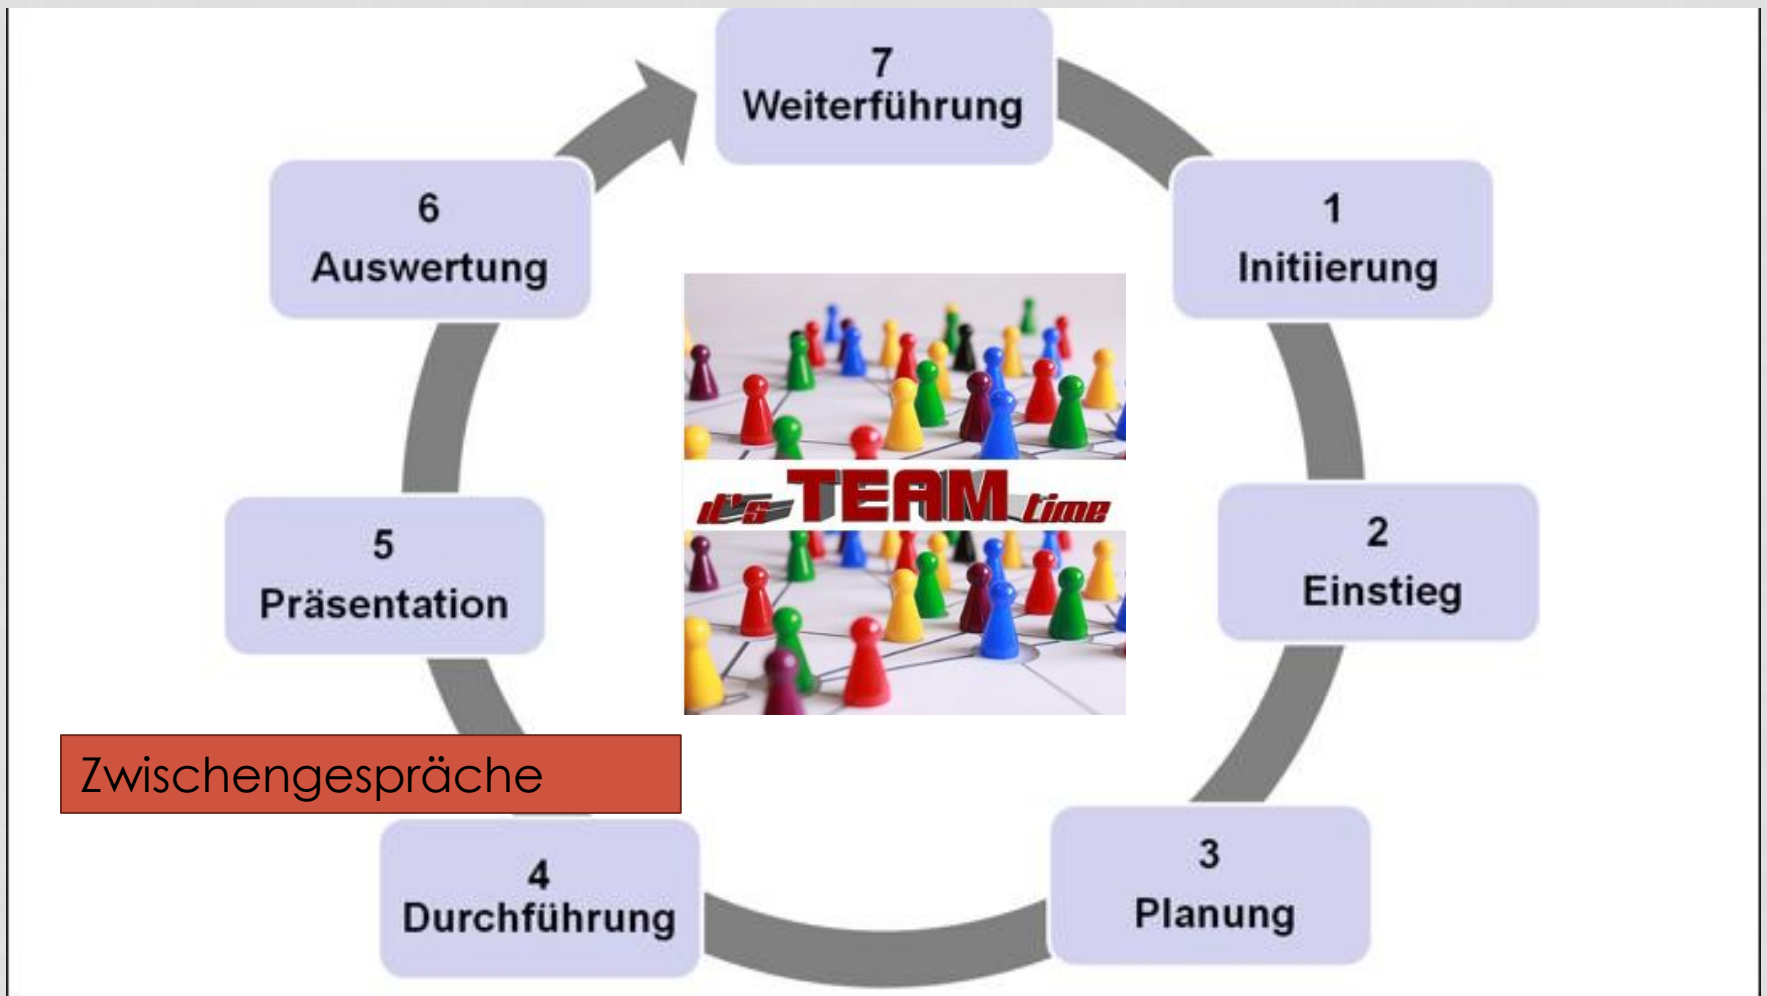 7
Weiterführung
1
Initiierung
2
Einstieg
3
Planung
4
Durchführung
Zwischengespräche
5
Präsentation
6
Auswertung
it's TEAM time